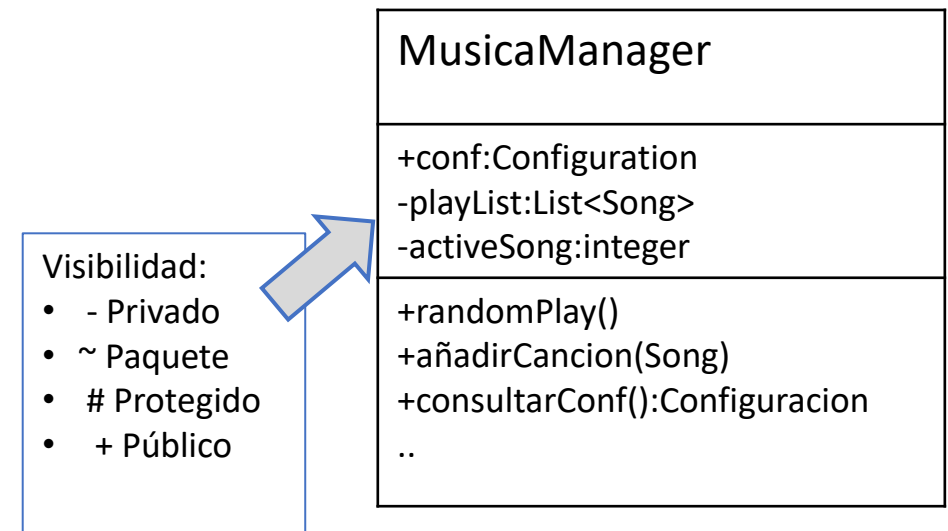 MusicaManager
+conf:Configuration
-playList:List<Song>
-activeSong:integer
+randomPlay()
+añadirCancion(Song)
+consultarConf():Configuracion
..
Visibilidad:
• - Privado
• ~ Paquete
• # Protegido
• + Público